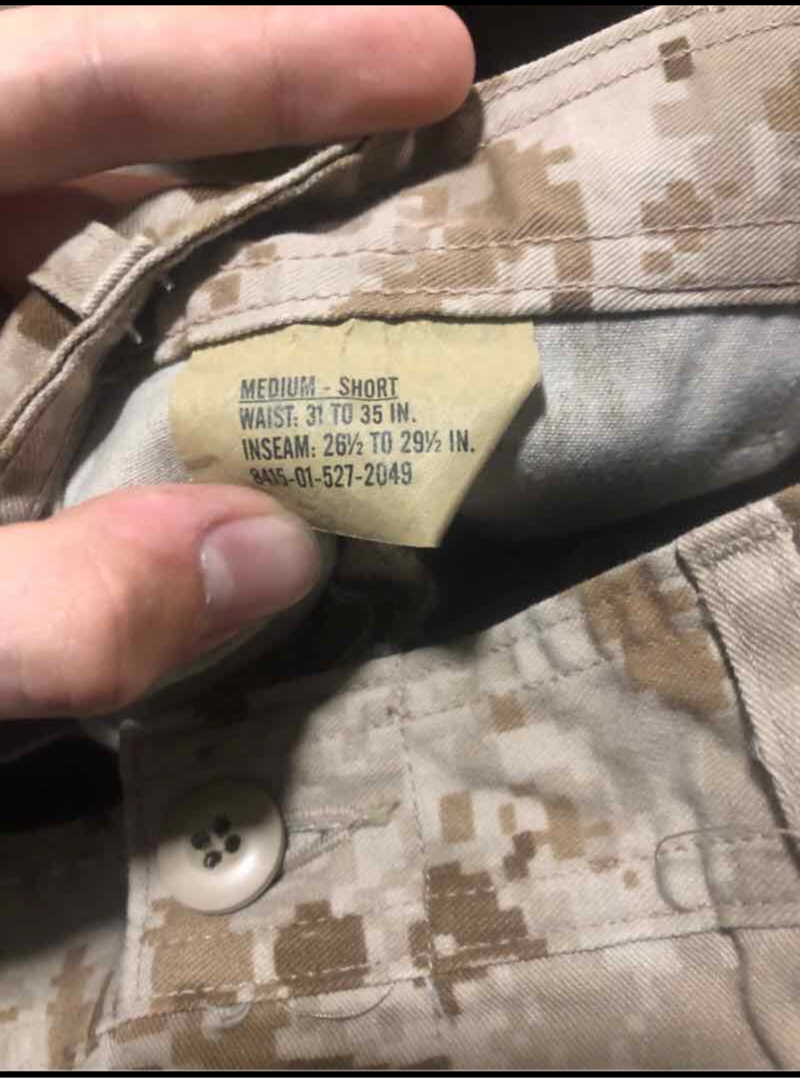 MEDIUM - SHORT
WAIST: 31 TO 35 IN.
INSEAM: 26½ TO 29½ IN.
8415-01-527-2049